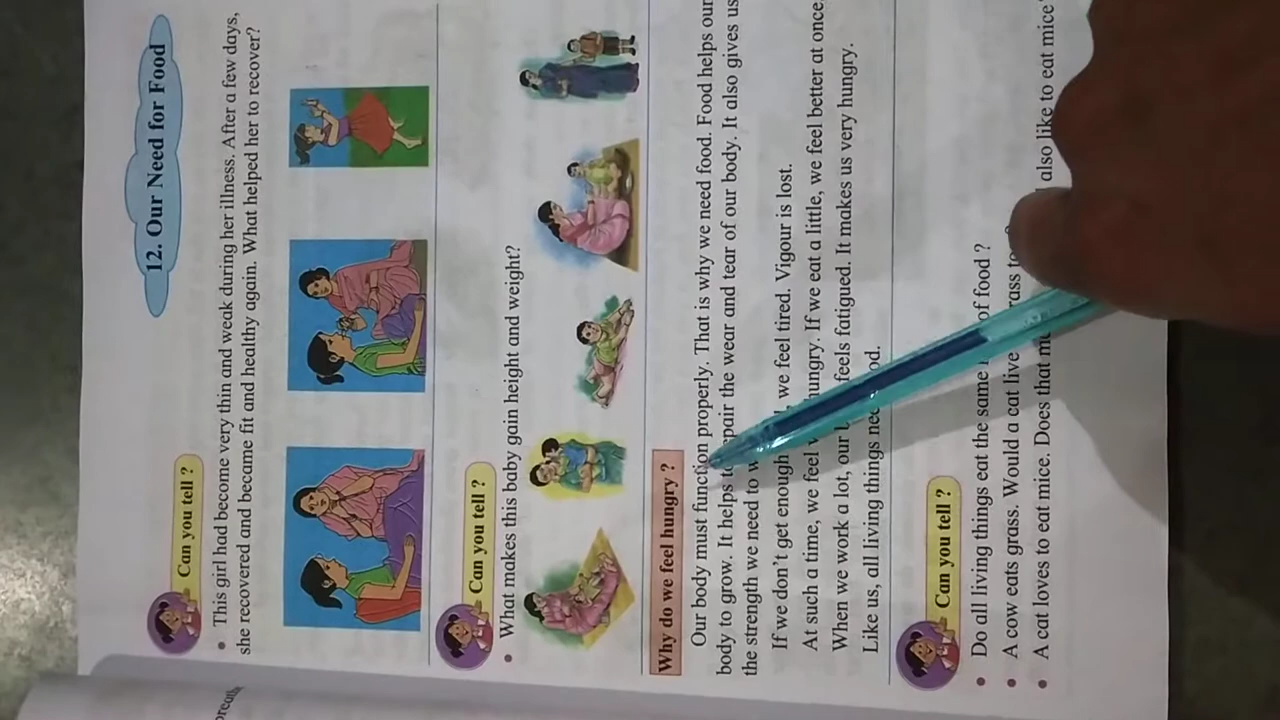 12. Our Need for Food
Can you tell ?
• This girl had become very thin and weak during her illness. After a few days,
she recovered and became fit and healthy again. What helped her to recover?
Can you tell ?
• What makes this baby gain height and weight?
Why do we feel hungry ?
Our body must function properly. That is why we need food. Food helps our
body to grow. It helps to repair the wear and tear of our body. It also gives us
the strength we need to
If we don't get enough we feel tired. Vigour is lost.
At such a time, we feel hungry. If we eat a little, we feel better at once.
When we work a lot, our feels fatigued. It makes us very hungry.
Like us, all living things
Can you tell ?
• Do all living things eat the same of food ?
• A cow eats grass. Would a cat live
• A cat loves to eat mice. Does that also like to eat mice
breath